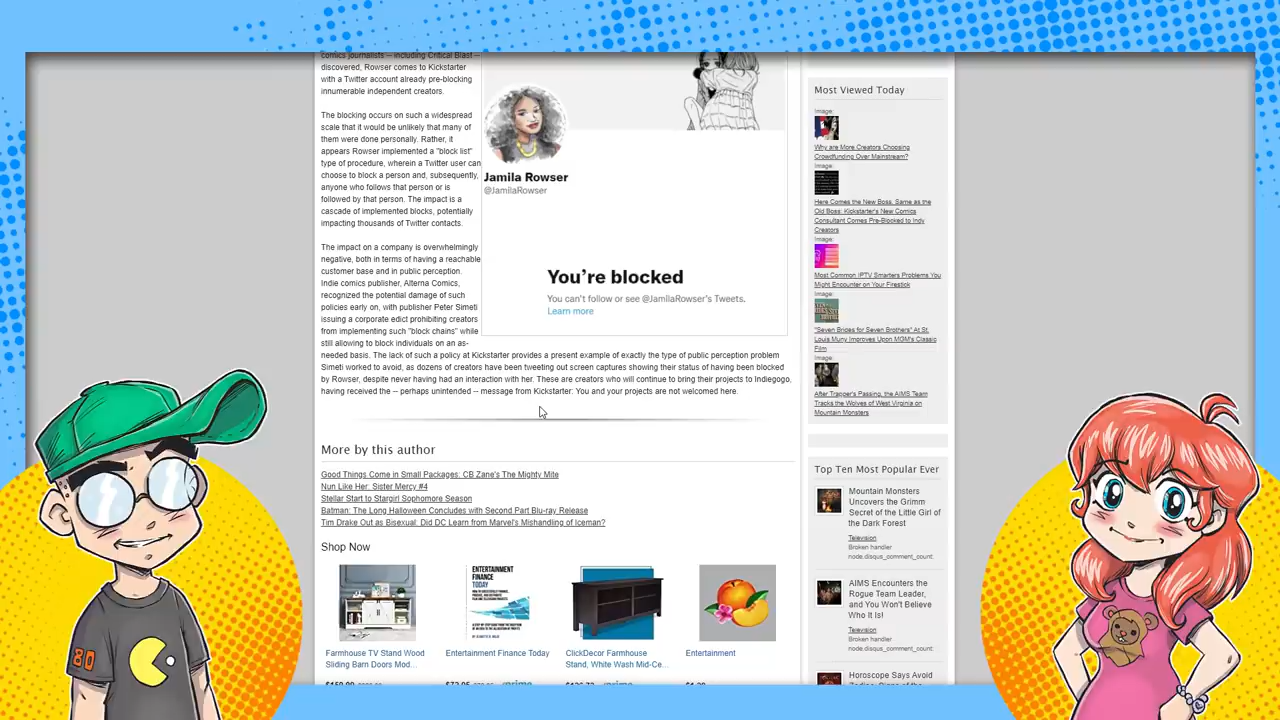 comics journalists -- including Critical Blast --
discovered, Rowser comes to Kickstarter
with a Twitter account already pre-blocking
innumerable independent creators.
The blocking occurs on such a widespread
scale that it would be unlikely that many of
them were done personally. Rather, it
appears Rowser implemented a "block list"
type of procedure, wherein a Twitter user can
choose to block a person and, subsequently,
anyone who follows that person or is
followed by that person. The impact is a
cascade of implemented blocks, potentially
impacting thousands of Twitter contacts.
The impact on a company is overwhelmingly
negative, both in terms of having a reachable
customer base and in public perception.
Indie comics publisher, Alterna Comics,
recognized the potential damage of such
policies early on, with publisher Peter Simeti
issuing a corporate edict prohibiting creators
from implementing such "block chains" while
still allowing to block individuals on an as-
needed basis. The lack of such a policy at Kickstarter provides a present example of exactly the type of public perception problem
Simeti worked to avoid, as dozens of creators have been tweeting out screen captures showing their status of having been blocked
by Rowser, despite never having had an interaction with her. These are creators who will continue to bring their projects to Indiegogo,
having received the -- perhaps unintended -- message from Kickstarter: You and your projects are not welcomed here.
Jamila Rowser
@JamilaRowser
You're blocked
You can't follow or see @JamilaRowser's Tweets.
Learn more
More by this author
Good Things Come in Small Packages: CB Zane's The Mighty Mite
Nun Like Her: Sister Mercy #4
Stellar Start to Stargirl Sophomore Season
Batman: The Long Halloween Concludes with Second Part Blu-ray Release
Tim Drake Out as Bisexual: Did DC Learn from Marvel's Mishandling of Iceman?
Shop Now
ENTERTAINMENT
FINANCE
TODAY
Farmhouse TV Stand Wood
Sliding Barn Doors Mod...
Entertainment Finance Today
ClickDecor Farmhouse
Stand, White Wash Mid-Ce...
Entertainment
Most Viewed Today
Image:
Why are More Creators Choosing
Crowdfunding Over Mainstream?
Image:
Here Comes the New Boss, Same as the
Old Boss: Kickstarter's New Comics
Consultant Comes Pre-Blocked to Indy
Creators
Image:
Most Common IPTV Smarters Problems You
Might Encounter on Your Firestick
Image:
"Seven Brides for Seven Brothers" At St.
Louis Muny Improves Upon MGM's Classic
Film
Image:
After Trapper's Passing, the AIMS Team
Tracks the Wolves of West Virginia on
Mountain Monsters
Top Ten Most Popular Ever
Mountain Monsters
Uncovers the Grimm
Secret of the Little Girl of
the Dark Forest
Television
Broken handler
node.disqus_comment_count.
AIMS Encounters the
Rogue Team Leader,
and You Won't Believe
Who It Is!
Television
Broken handler
node.disqus_comment_count.
Horoscope Says Avoid
80